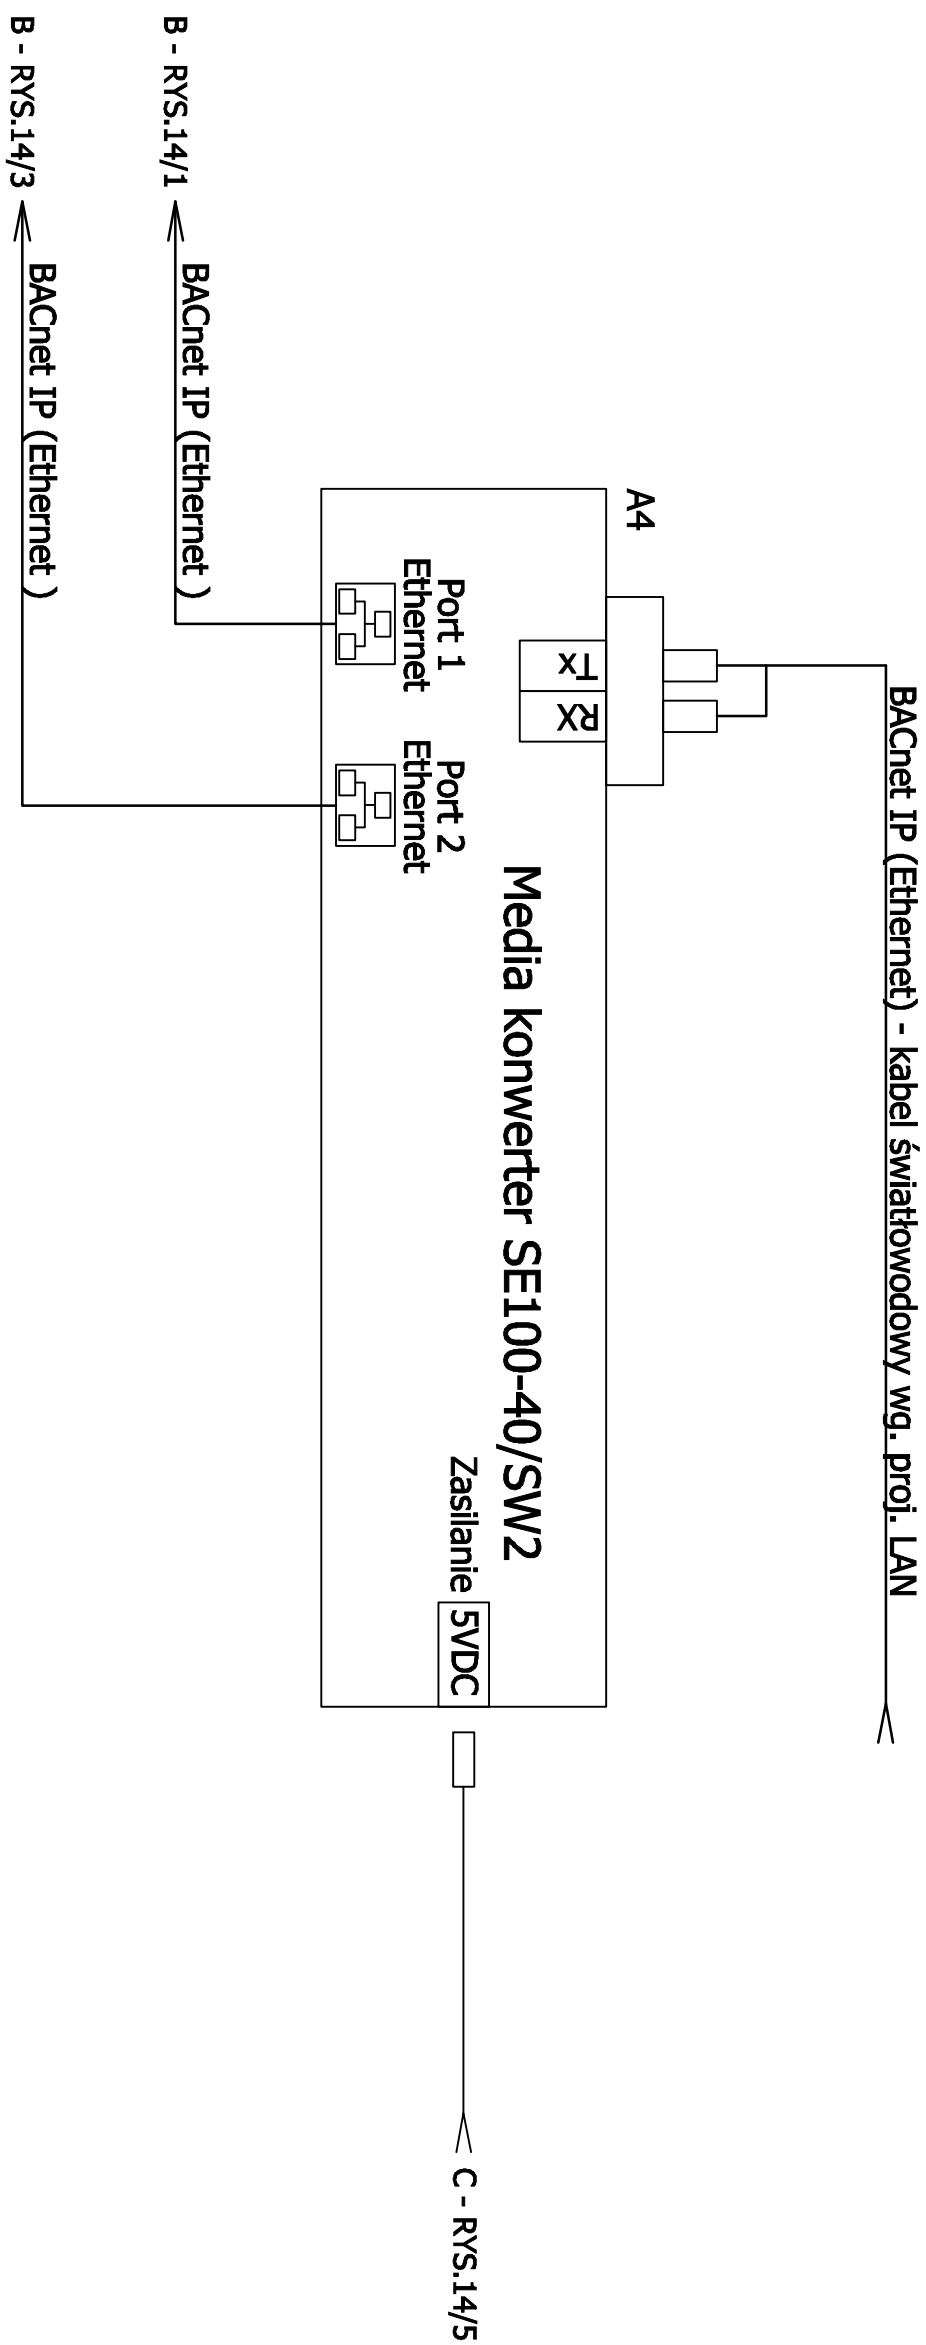 BACnet IP (Ethernet) - kabel światłowodowy wg. proj. LAN
A4
Tx
RX
Media konwerter SE100-40/SW2
Port 1
Ethernet
Port 2
Ethernet
Zasilanie
5VDC
C - RYS.14/5
BACnet IP (Ethernet )
B - RYS.14/1
BACnet IP (Ethernet )
B - RYS.14/3